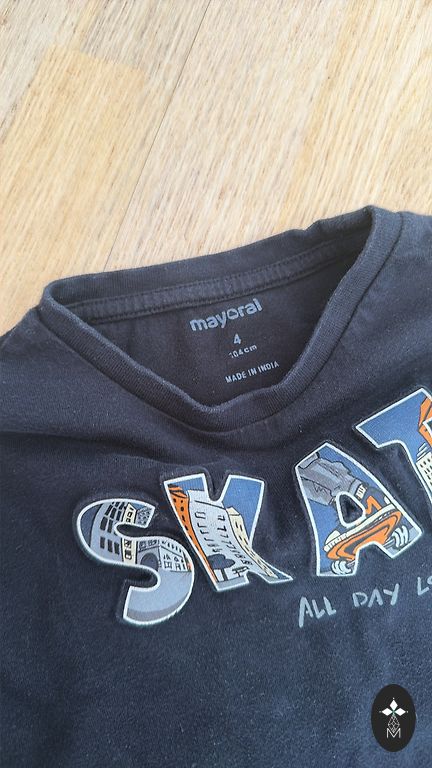 mayoral
4
104cm
MADE IN INDIA
SKAT
ALL DAY